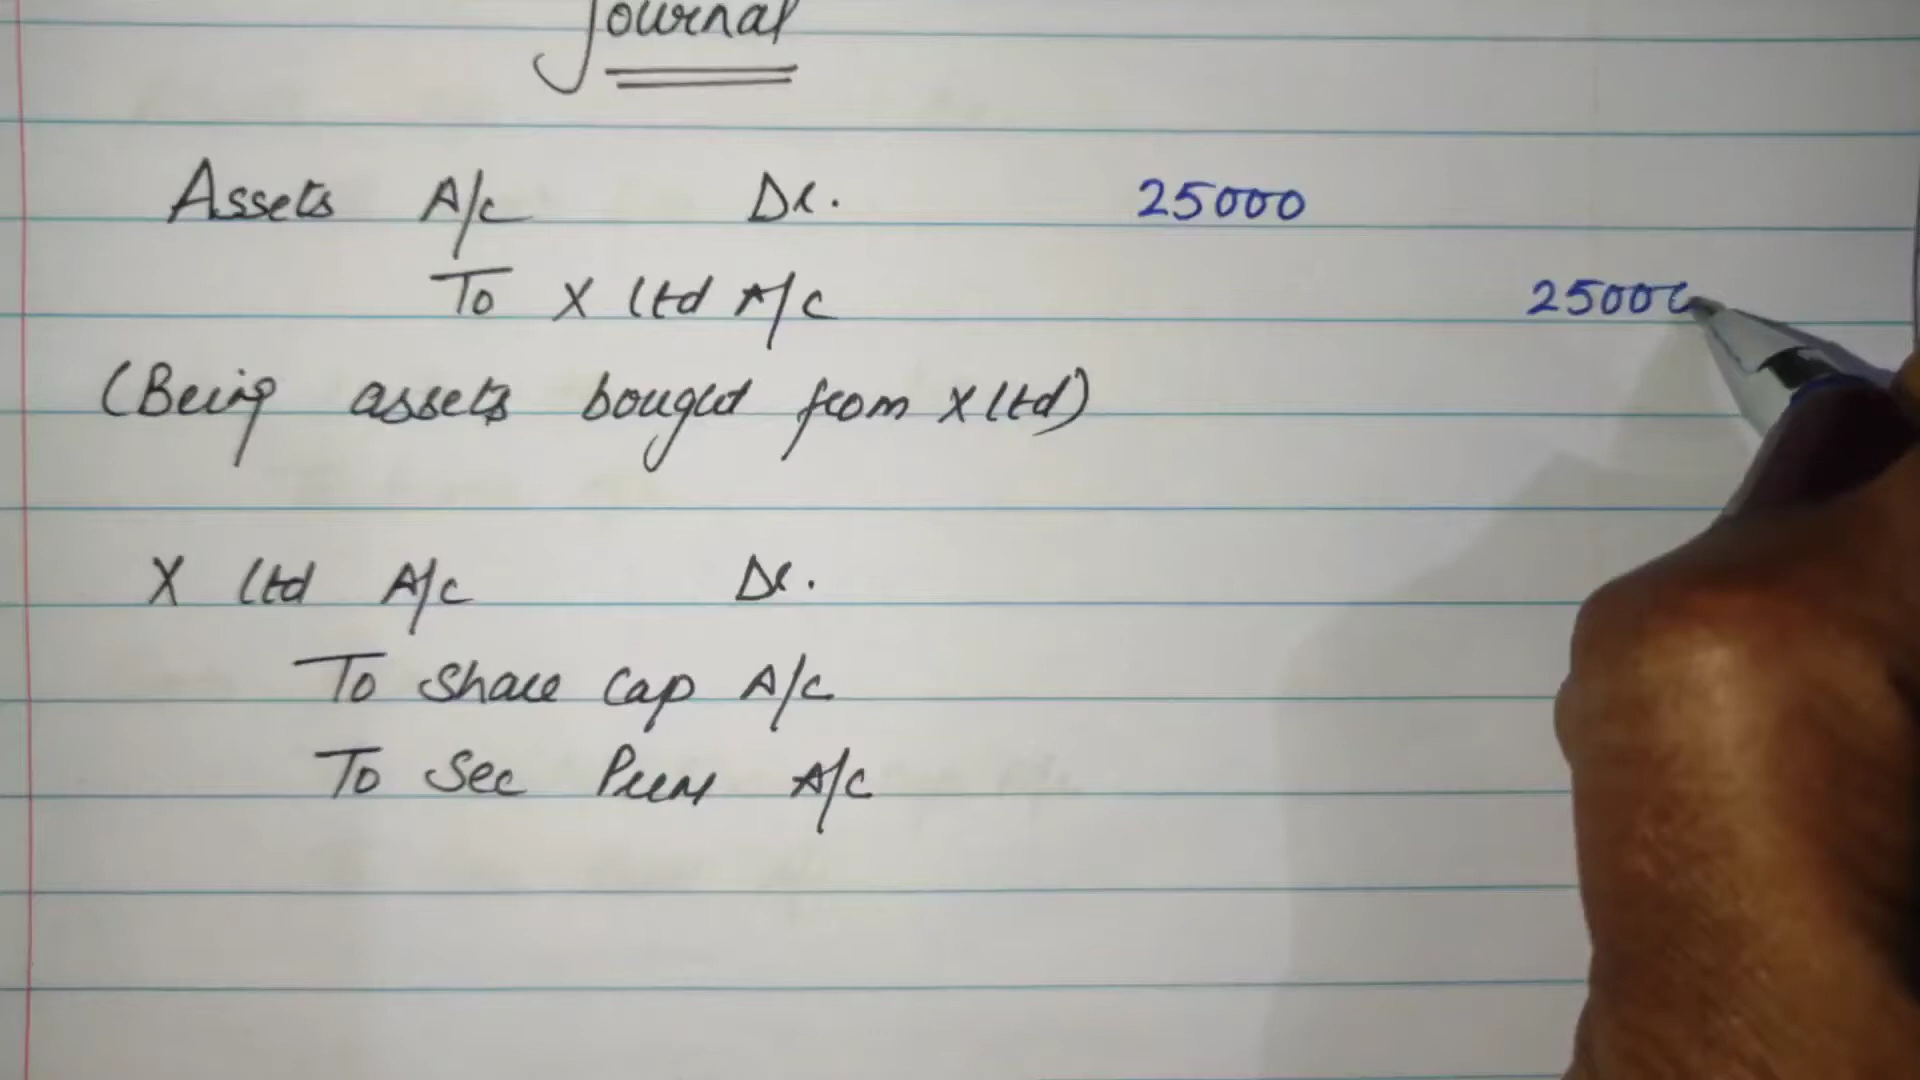 Journal
Assets A/c Dr. 25000
To X Ltd A/c 25000
(Being assets bought from X Ltd)
X Ltd A/c Dr.
To Share Cap A/c
To Sec Prem A/c